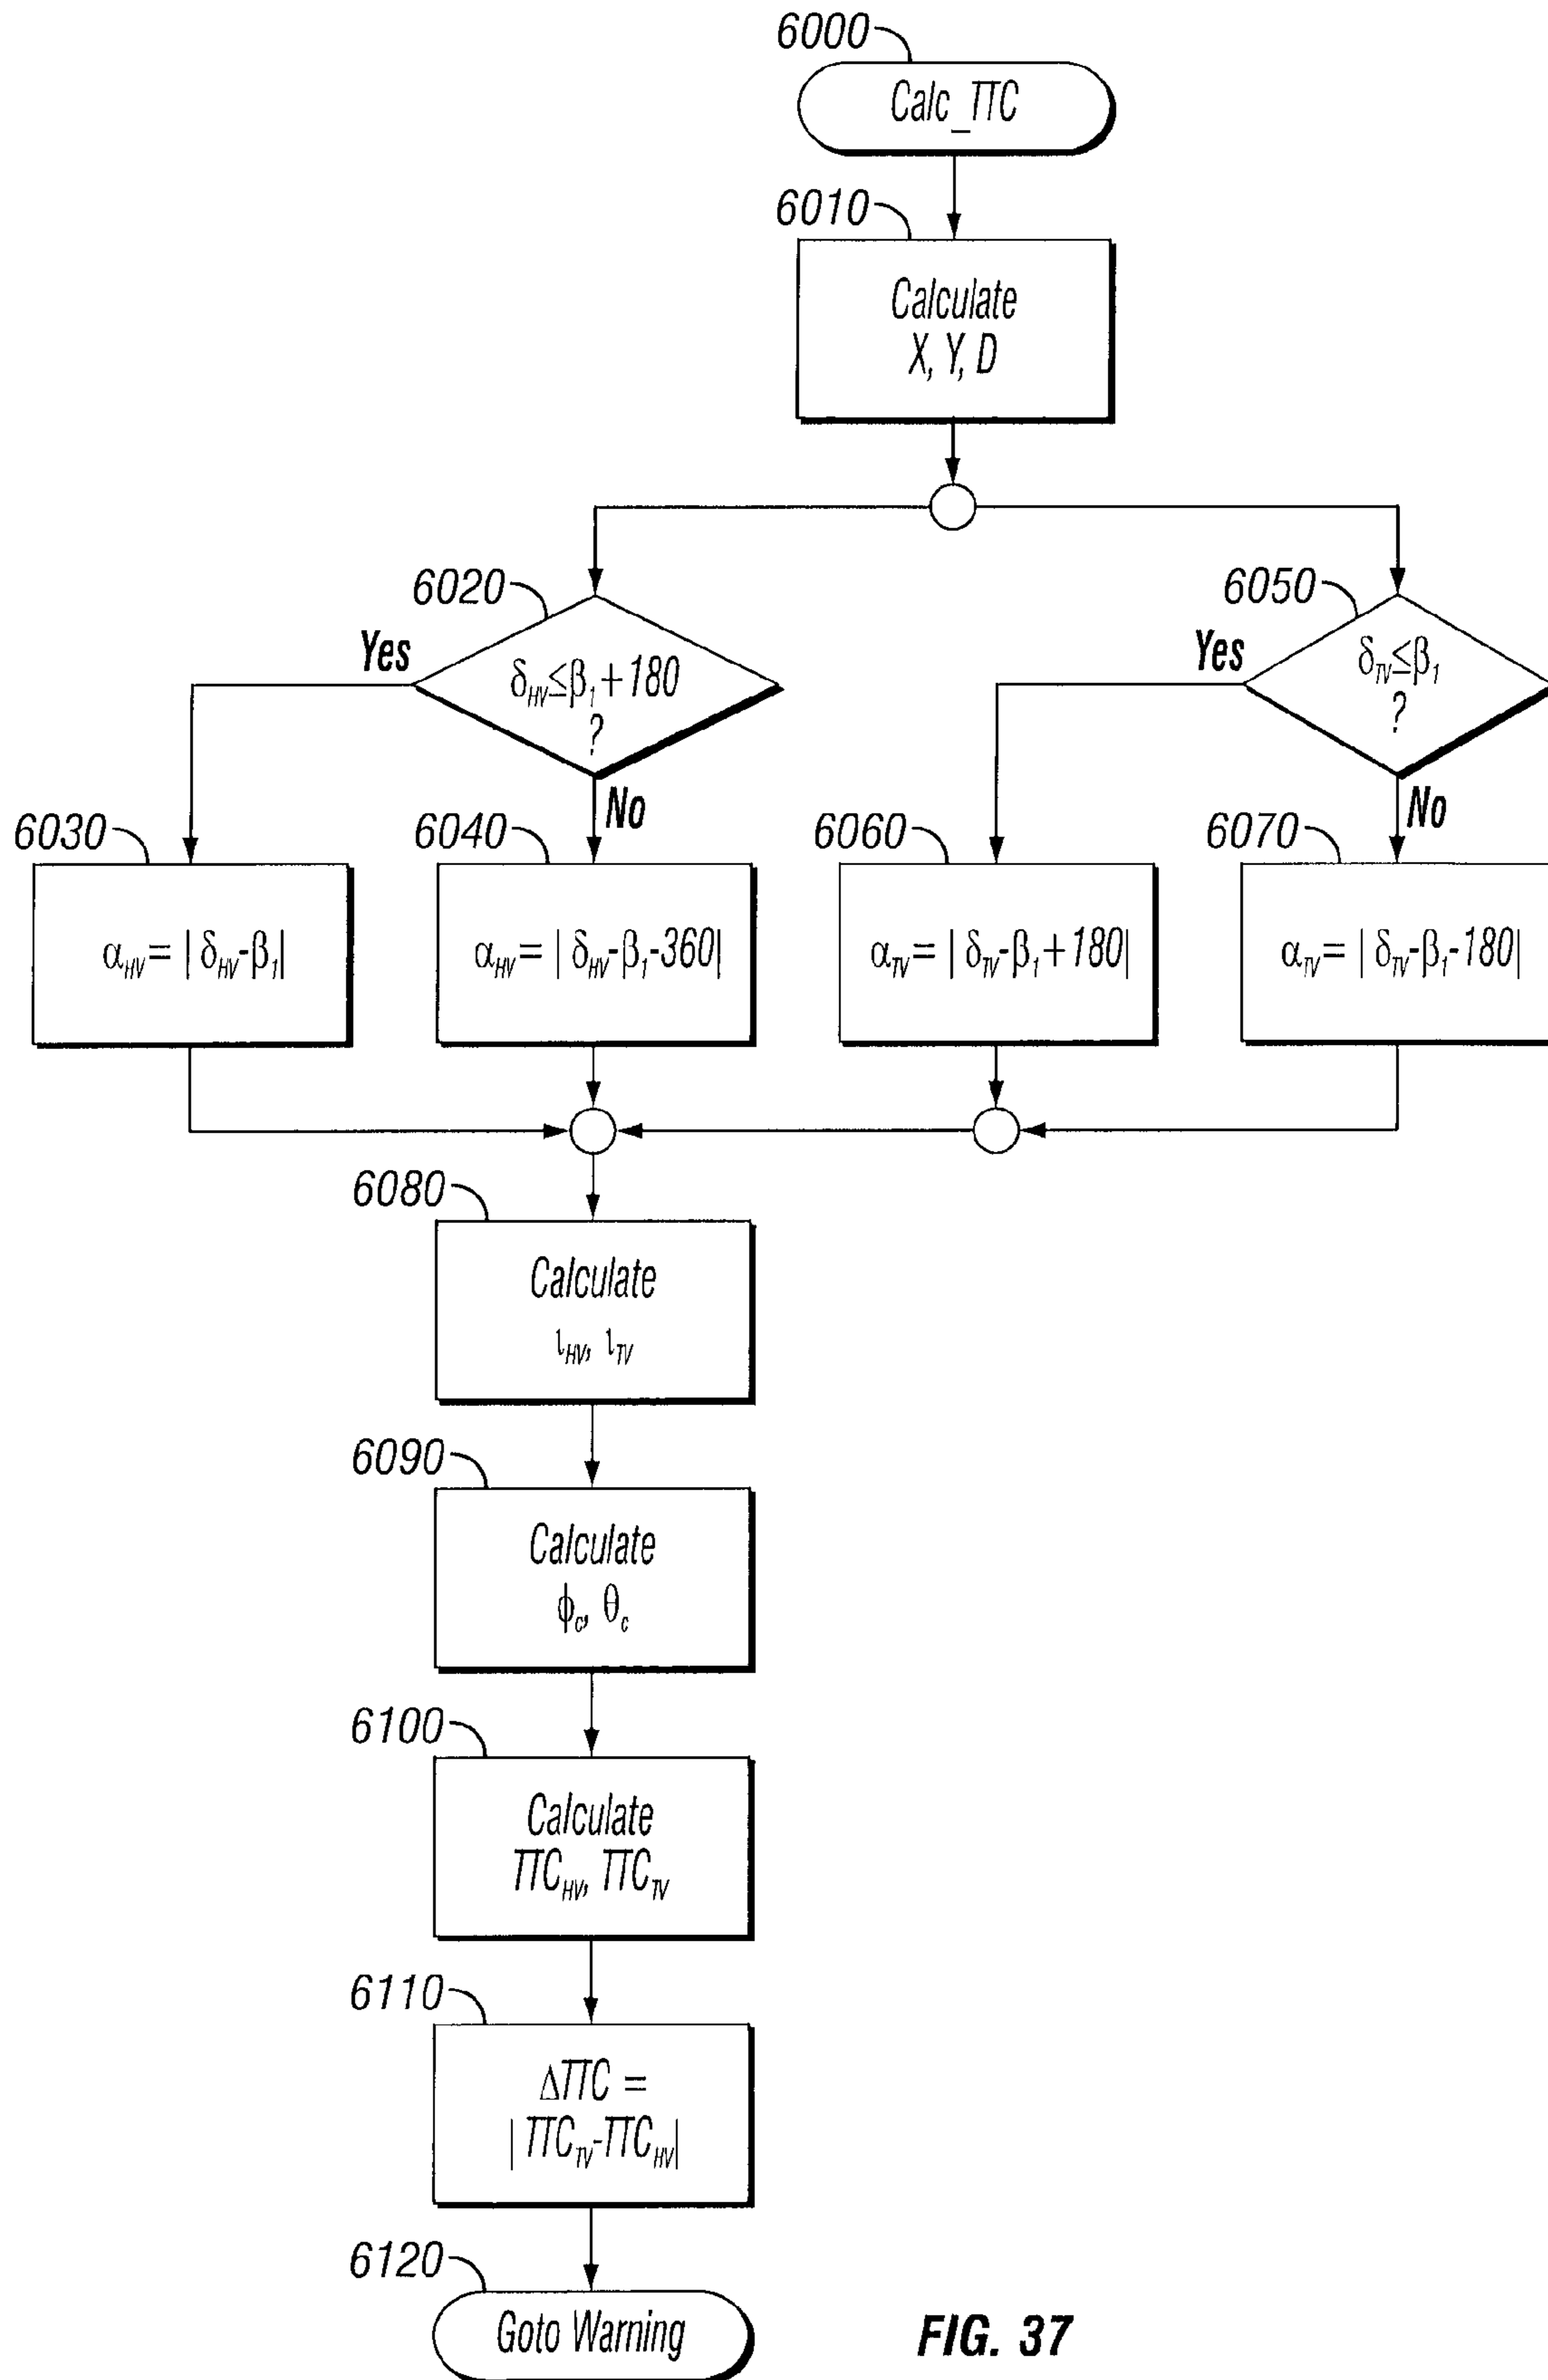 6000
Calc_TTC
6010
Calculate
X, Y, D
6020
Yes
δHV≤β1+180
?
No
6050
Yes
δTV≤β1
?
No
6030
αHV= | δHV-β1|
6040
αHV= | δHV-β1-360|
6060
αTV= | δTV-β1+180|
6070
αTV= | δTV-β1-180|
6080
Calculate
ιHV, ιTV
6090
Calculate
ϕc, θc
6100
Calculate
TTCHV, TTCTV
6110
ΔTTC =
| TTCTV-TTCHV|
6120
Goto Warning
FIG. 37